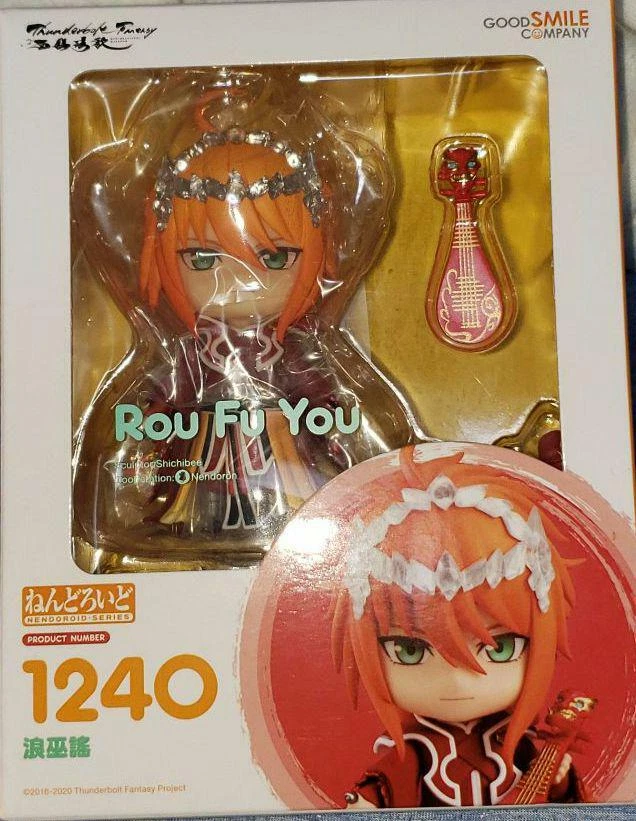 Thunderbolt Fantasy
東離劍遊紀
GOOD SMILE
COMPANY
Rou Fu You
Sculptor:Shichibee
Cooperation: Nendoron
ねんどろいど
NENDOROID·SERIES
PRODUCT NUMBER
1240
浪巫謠
©2016-2020 Thunderbolt Fantasy Project